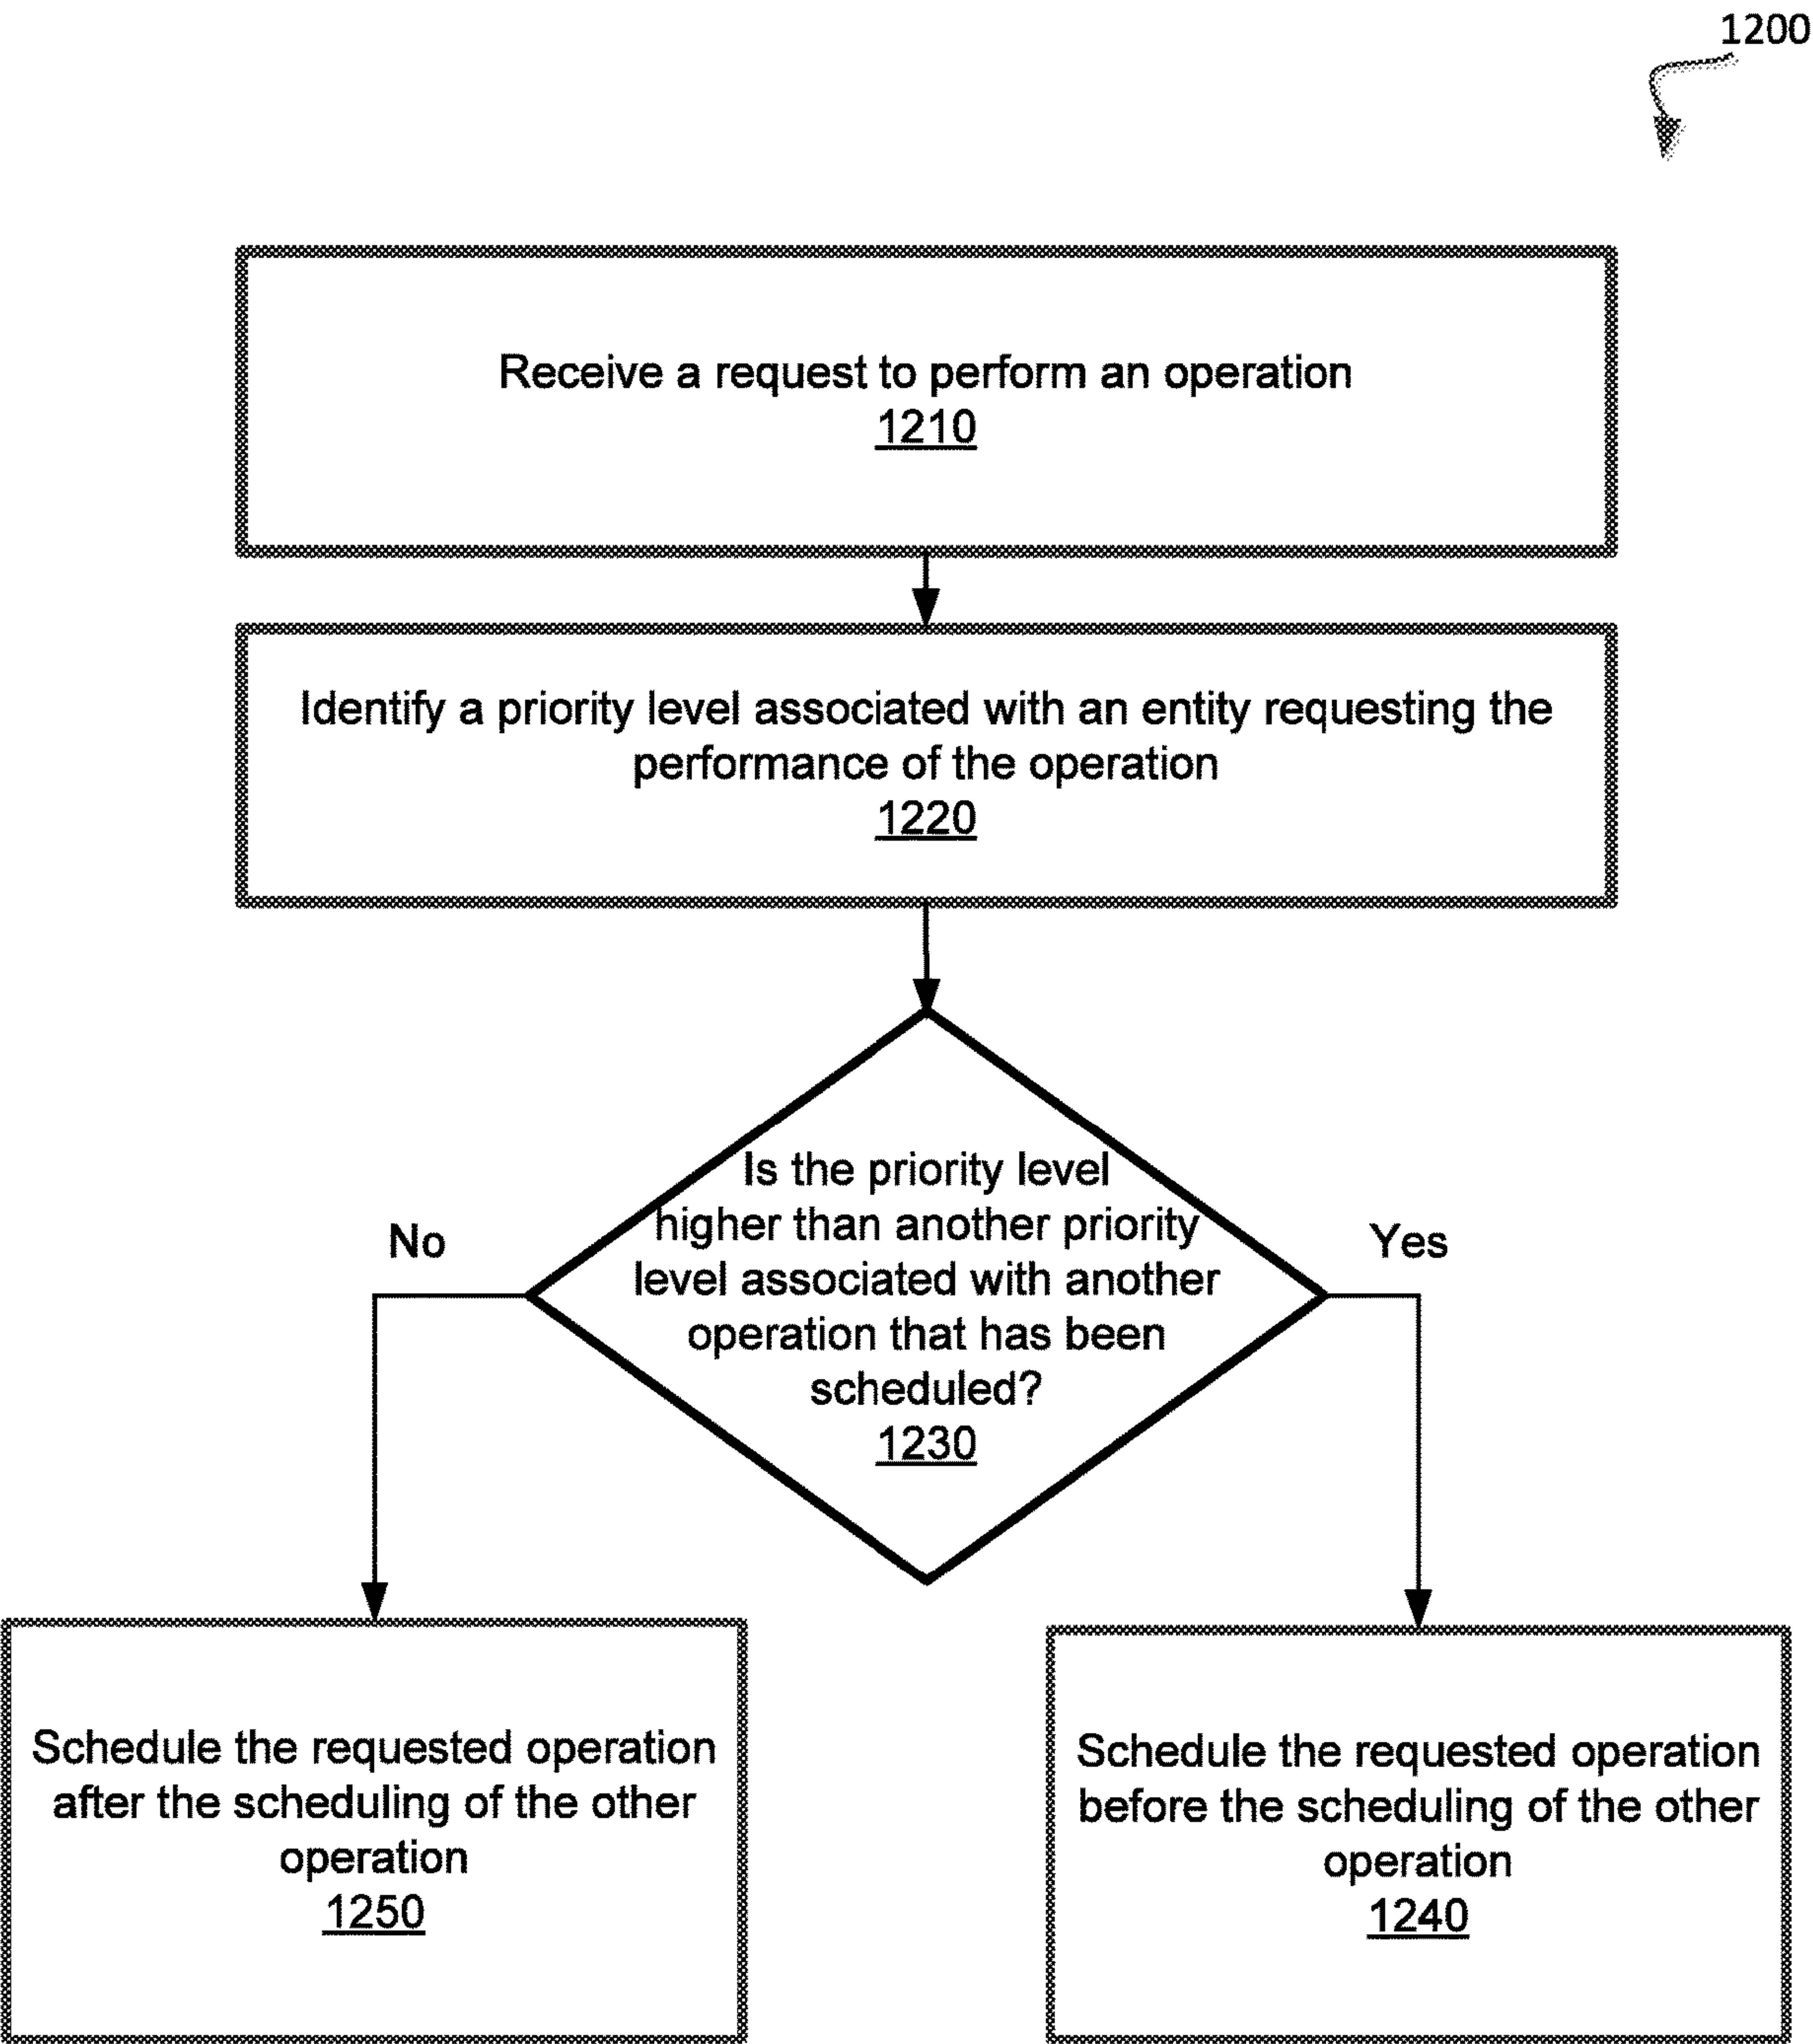 1200
Receive a request to perform an operation
1210
Identify a priority level associated with an entity requesting the
performance of the operation
1220
Is the priority level
higher than another priority
level associated with another
operation that has been
scheduled?
1230
No
Yes
Schedule the requested operation
after the scheduling of the other
operation
1250
Schedule the requested operation
before the scheduling of the other
operation
1240